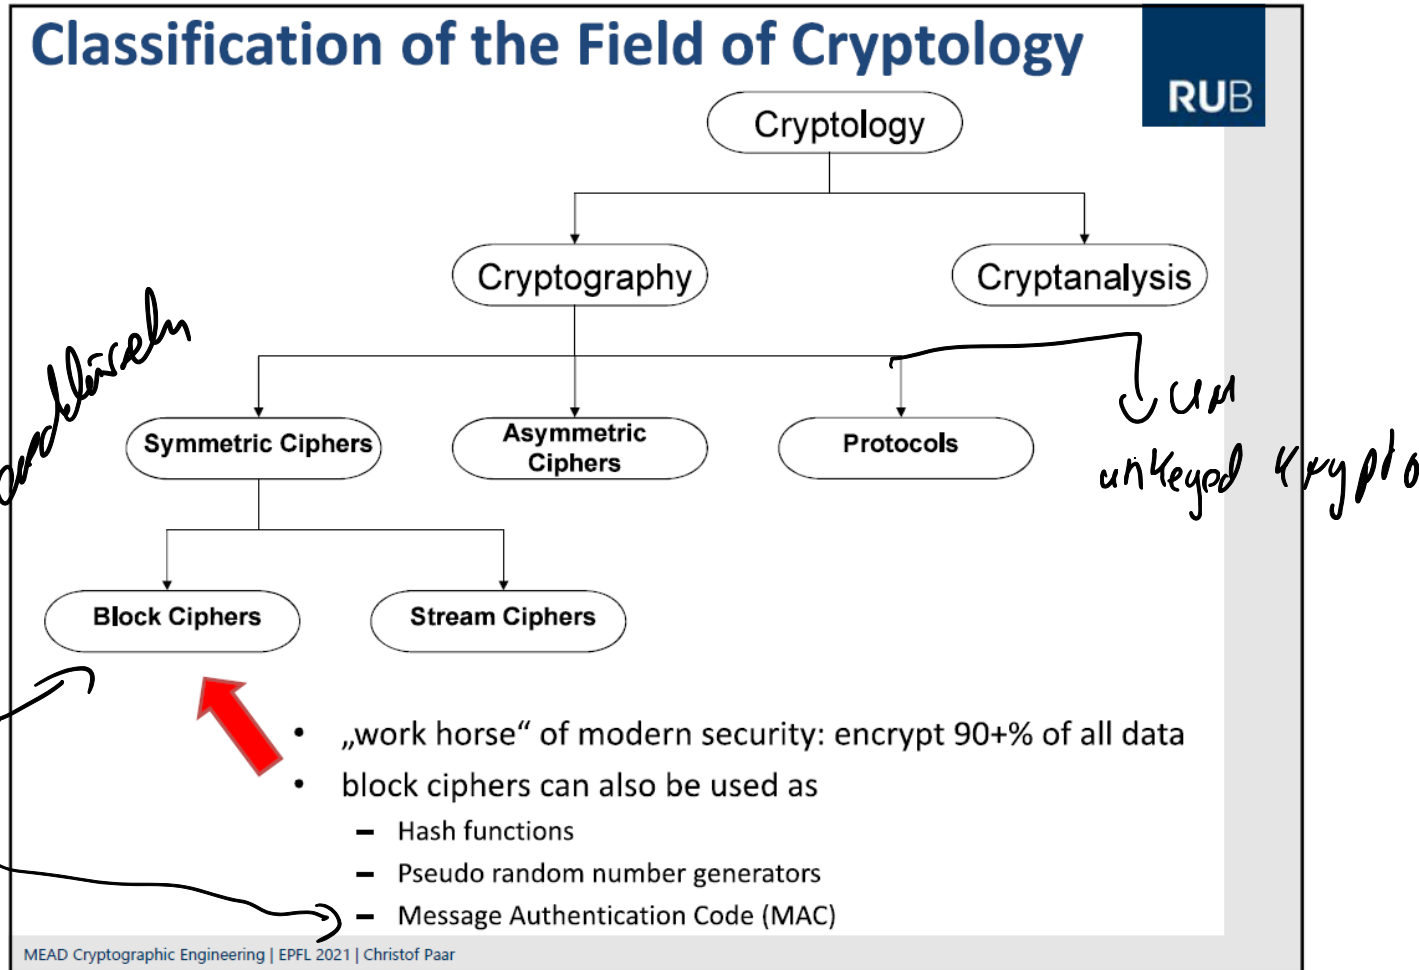 Classification of the Field of Cryptology
RUB
Cryptology
Cryptography
Cryptanalysis
Symmetric Ciphers
Asymmetric
Ciphers
Protocols
unkeyed Krypto
Block Ciphers
Stream Ciphers
• „work horse“ of modern security: encrypt 90+% of all data
• block ciphers can also be used as
– Hash functions
– Pseudo random number generators
– Message Authentication Code (MAC)
MEAD Cryptographic Engineering | EPFL 2021 | Christof Paar